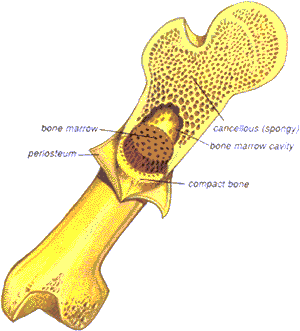 bone marrow
cancellous (spongy)
bone marrow cavity
periosteum
compact bone